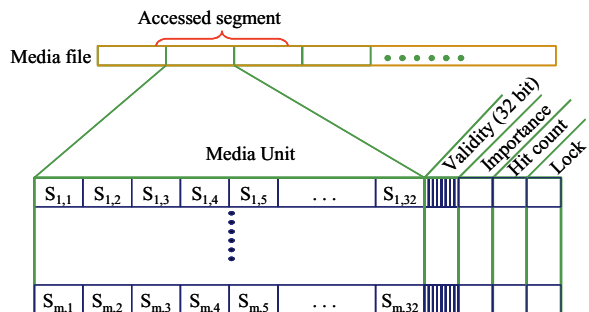 Accessed segment
Media file
Media Unit
Validity (32 bit)
Importance
Hit count
Lock
S1,1 S1,2 S1,3 S1,4 S1,5 ... S1,32
Sm,1 Sm,2 Sm,3 Sm,4 Sm,5 ... Sm,32